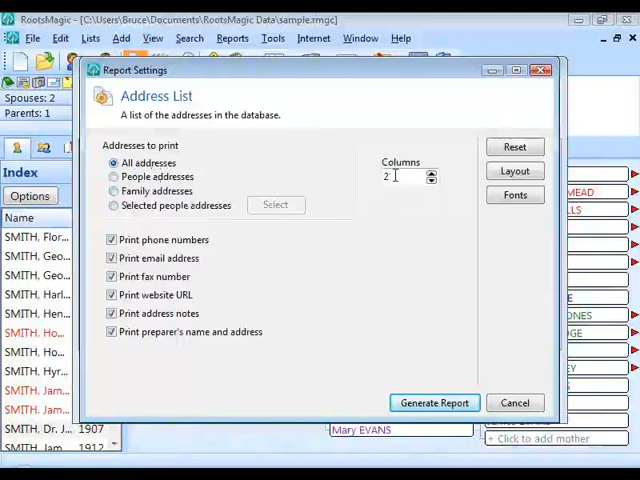 RootsMagic - [C:\Users\Bruce\Documents\RootsMagic Data\sample.rmgc]
File Edit Lists Add View Search Reports Tools Internet Window Help
Spouses: 2
Parents: 1
Index
Options
Name
SMITH, Flor...
SMITH, Geo...
SMITH, Geo...
SMITH, Harl...
SMITH, Hen...
SMITH, Ho...
SMITH, Ho...
SMITH, Hyr...
SMITH, Jam...
SMITH, Jam...
SMITH, Dr. J... 1907
SMITH, Jam... 1912
Report Settings
Address List
A list of the addresses in the database.
Addresses to print
All addresses
People addresses
Family addresses
Selected people addresses
Select
Columns
2
Reset
Layout
Fonts
Print phone numbers
Print email address
Print fax number
Print website URL
Print address notes
Print preparer's name and address
Generate Report
Cancel
MEAD
LLS
E
ONES
DGE
EY
Mary EVANS
+ Click to add mother